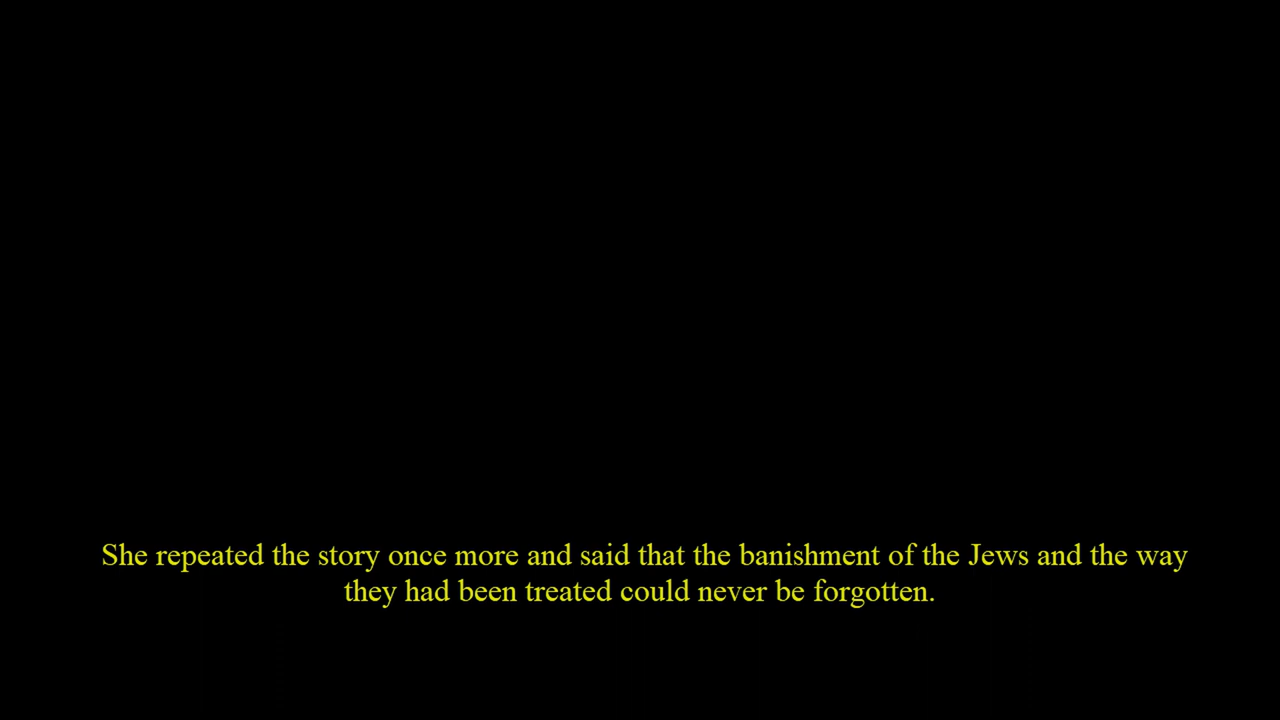 She repeated the story once more and said that the banishment of the Jews and the way
they had been treated could never be forgotten.